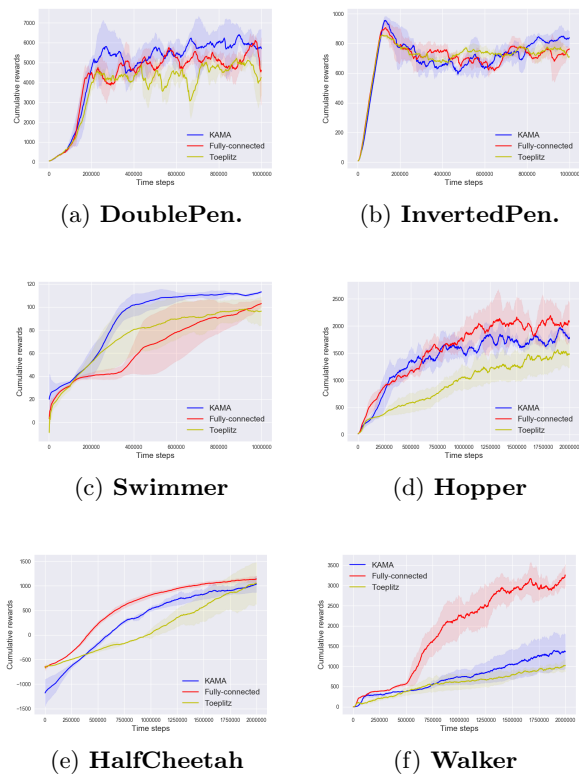 7000
6000
5000
4000
3000
2000
1000
0
Cumulative rewards
KAMA
Fully-connected
Toeplitz
0 200000 400000 600000 800000 1000000
Time steps
(a) DoublePen.
1000
800
600
400
200
0
Cumulative rewards
KAMA
Fully-connected
Toeplitz
0 200000 400000 600000 800000 1000000
Time steps
(b) InvertedPen.
120
100
80
60
40
20
0
Cumulative rewards
KAMA
Fully-connected
Toeplitz
0 200000 400000 600000 800000 1000000
Time steps
(c) Swimmer
2500
2000
1500
1000
500
0
Cumulative rewards
KAMA
Fully-connected
Toeplitz
0 250000 500000 750000 1000000 1250000 1500000 1750000 2000000
Time steps
(d) Hopper
1500
1000
500
0
−500
−1000
−1500
Cumulative rewards
KAMA
Fully-connected
Toeplitz
0 250000 500000 750000 1000000 1250000 1500000 1750000 2000000
Time steps
(e) HalfCheetah
3500
3000
2500
2000
1500
1000
500
0
Cumulative rewards
KAMA
Fully-connected
Toeplitz
0 250000 500000 750000 1000000 1250000 1500000 1750000 2000000
Time steps
(f) Walker